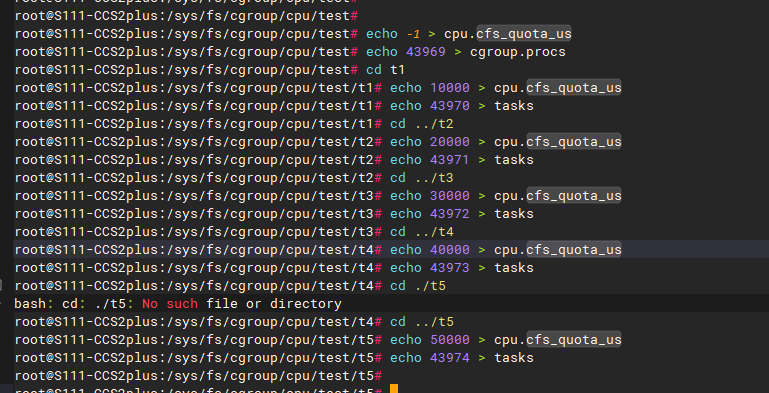 root@S111-CCS2plus:/sys/fs/cgroup/cpu/test#
root@S111-CCS2plus:/sys/fs/cgroup/cpu/test# echo -1 > cpu.cfs_quota_us
root@S111-CCS2plus:/sys/fs/cgroup/cpu/test# echo 43969 > cgroup.procs
root@S111-CCS2plus:/sys/fs/cgroup/cpu/test# cd t1
root@S111-CCS2plus:/sys/fs/cgroup/cpu/test/t1# echo 10000 > cpu.cfs_quota_us
root@S111-CCS2plus:/sys/fs/cgroup/cpu/test/t1# echo 43970 > tasks
root@S111-CCS2plus:/sys/fs/cgroup/cpu/test/t1# cd ../t2
root@S111-CCS2plus:/sys/fs/cgroup/cpu/test/t2# echo 20000 > cpu.cfs_quota_us
root@S111-CCS2plus:/sys/fs/cgroup/cpu/test/t2# echo 43971 > tasks
root@S111-CCS2plus:/sys/fs/cgroup/cpu/test/t2# cd ../t3
root@S111-CCS2plus:/sys/fs/cgroup/cpu/test/t3# echo 30000 > cpu.cfs_quota_us
root@S111-CCS2plus:/sys/fs/cgroup/cpu/test/t3# echo 43972 > tasks
root@S111-CCS2plus:/sys/fs/cgroup/cpu/test/t3# cd ../t4
root@S111-CCS2plus:/sys/fs/cgroup/cpu/test/t4# echo 40000 > cpu.cfs_quota_us
root@S111-CCS2plus:/sys/fs/cgroup/cpu/test/t4# echo 43973 > tasks
root@S111-CCS2plus:/sys/fs/cgroup/cpu/test/t4# cd ./t5
bash: cd: ./t5: No such file or directory
root@S111-CCS2plus:/sys/fs/cgroup/cpu/test/t4# cd ../t5
root@S111-CCS2plus:/sys/fs/cgroup/cpu/test/t5# echo 50000 > cpu.cfs_quota_us
root@S111-CCS2plus:/sys/fs/cgroup/cpu/test/t5# echo 43974 > tasks
root@S111-CCS2plus:/sys/fs/cgroup/cpu/test/t5#
root@S111-CCS2plus:/sys/fs/cgroup/cpu/test/t5#